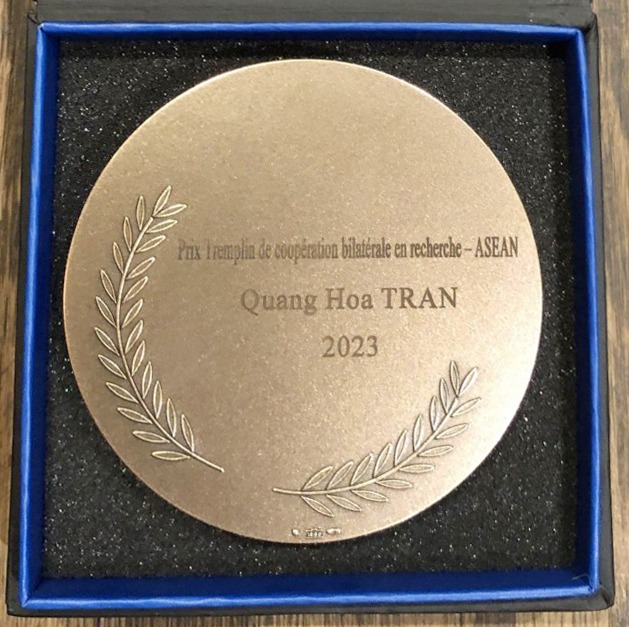 Prix Tremplin de coopération bilatérale en recherche – ASEAN
Quang Hoa TRAN
2023